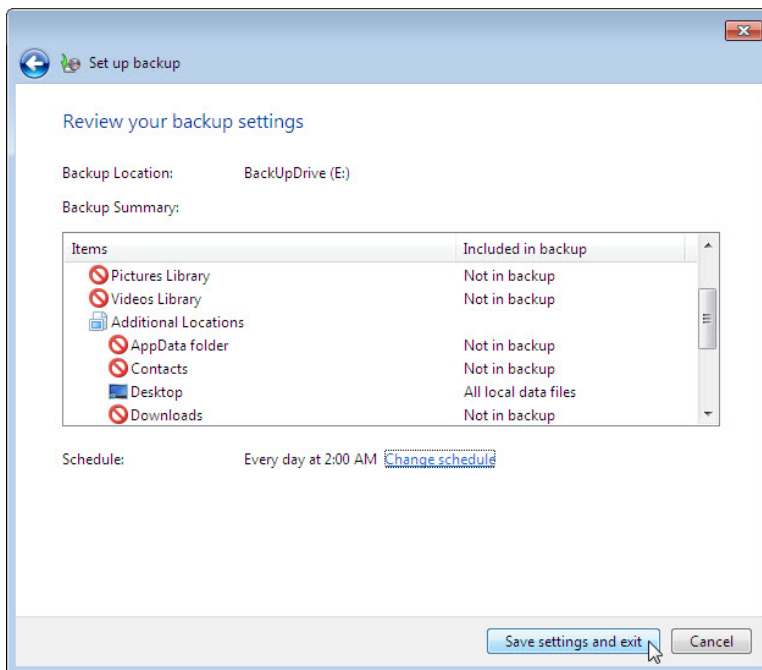 Set up backup
Review your backup settings
Backup Location: BackUpDrive (E:)
Backup Summary:
Items Included in backup
Pictures Library Not in backup
Videos Library Not in backup
Additional Locations
AppData folder Not in backup
Contacts Not in backup
Desktop All local data files
Downloads Not in backup
Schedule: Every day at 2:00 AM Change schedule
Save settings and exit Cancel